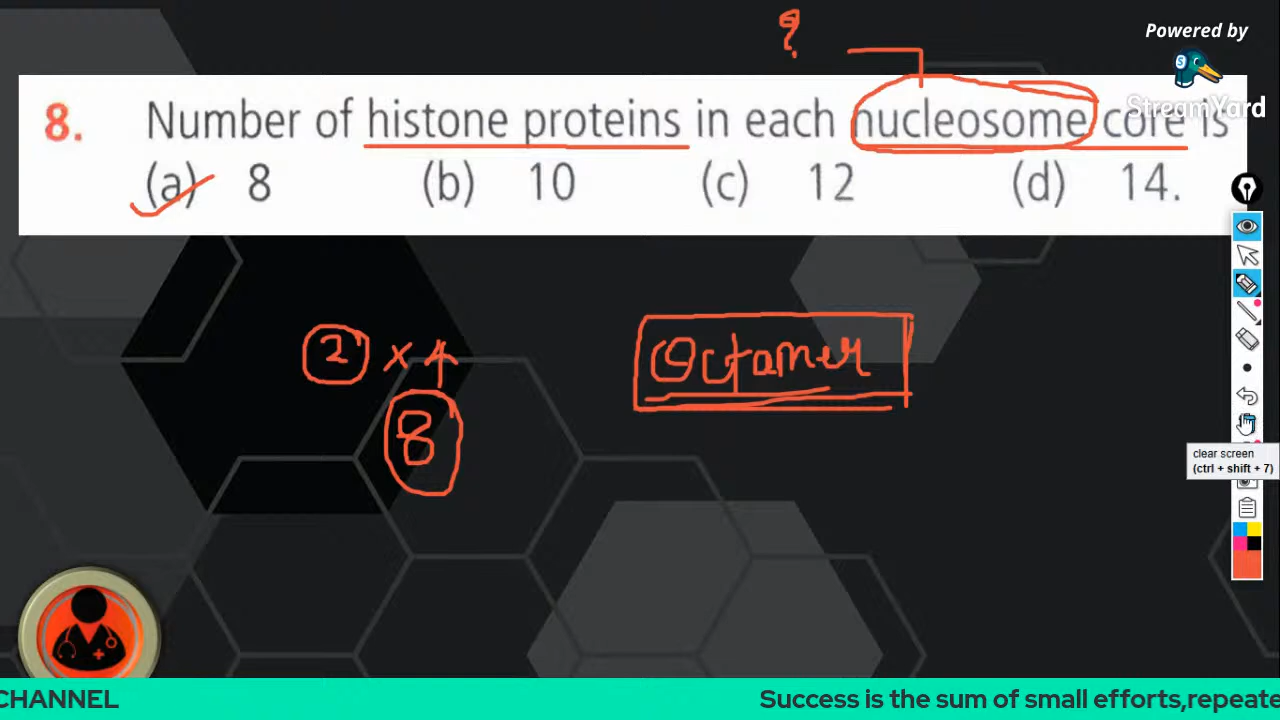 Powered by
StreamYard
?
8. Number of histone proteins in each nucleosome core is
(a) 8 (b) 10 (c) 12 (d) 14.
2 x 4
8
Octamer
clear screen
(ctrl + shift + 7)
CHANNEL
Success is the sum of small efforts,repeate